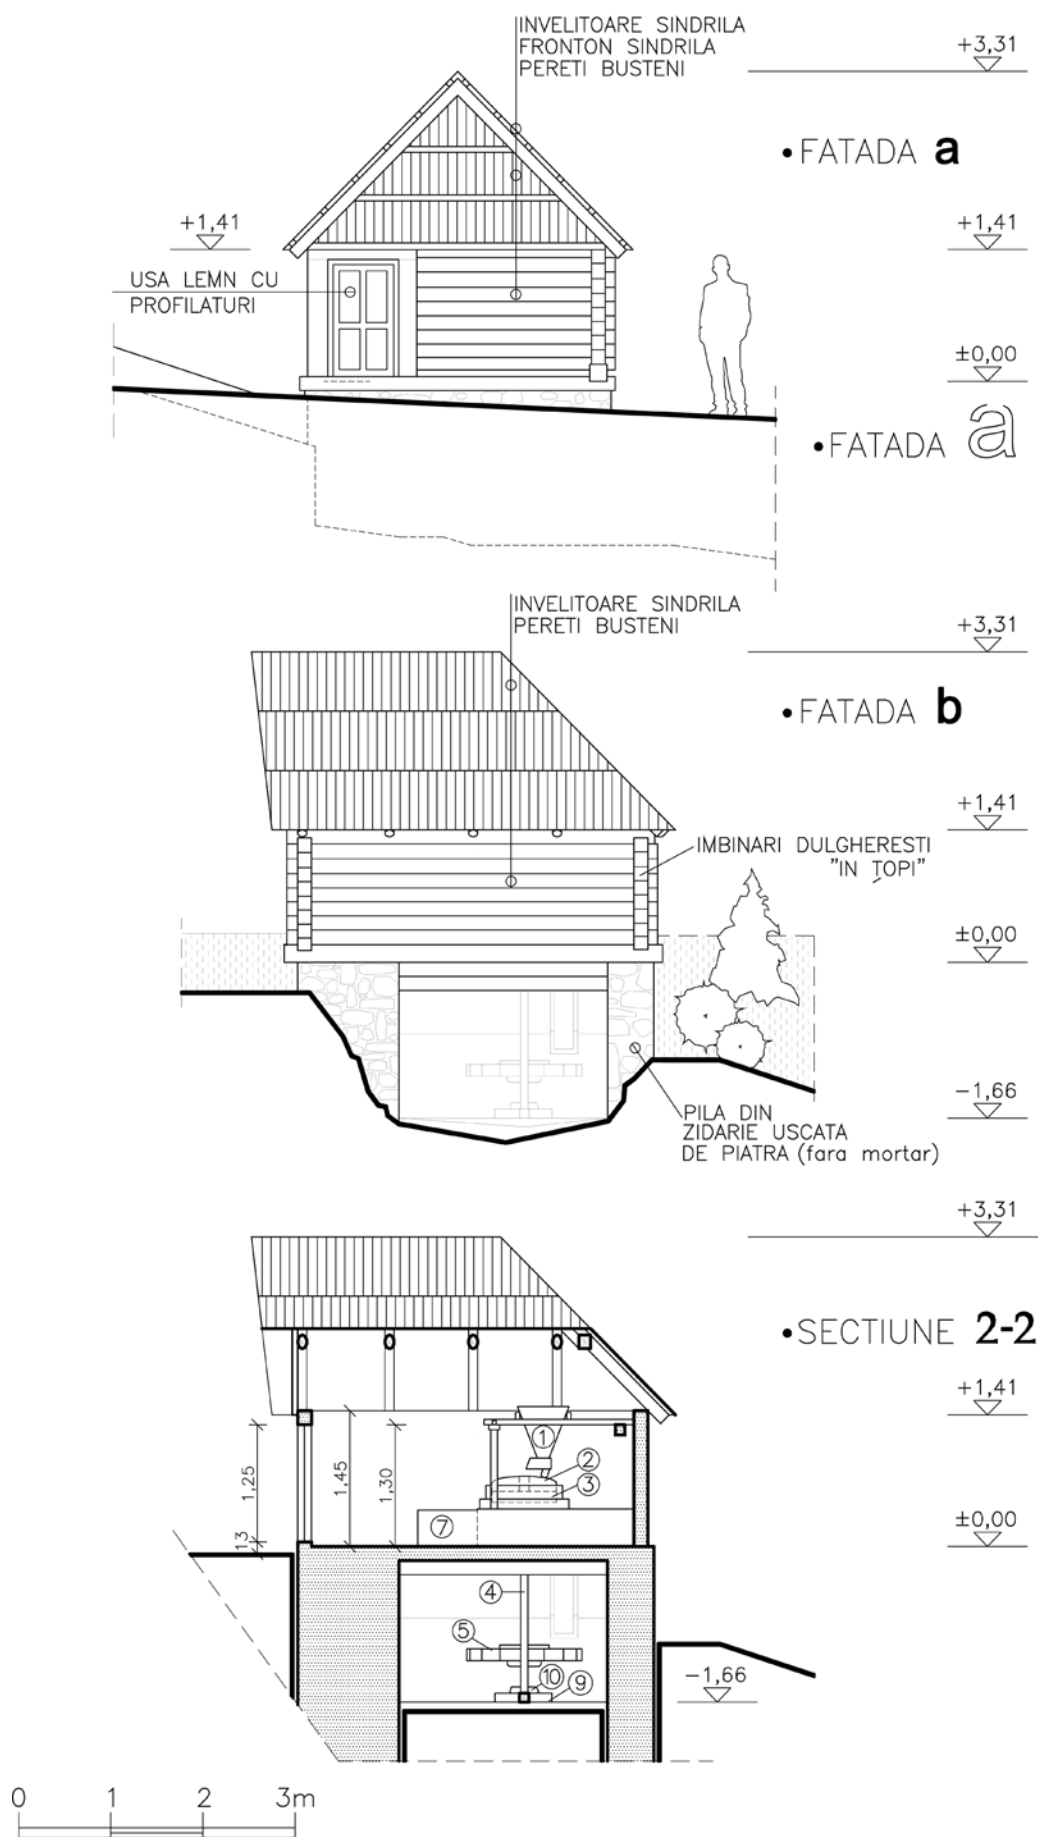 INVELITOARE SINDRILA
FRONTON SINDRILA
PERETI BUSTENI
+3,31
•FATADA a
+1,41
+1,41
USA LEMN CU
PROFILATURI
±0,00
•FATADA a
INVELITOARE SINDRILA
PERETI BUSTENI
+3,31
•FATADA b
+1,41
IMBINARI DULGHERESTI
"IN ȚOPI"
±0,00
-1,66
PILA DIN
ZIDARIE USCATA
DE PIATRA (fara mortar)
+3,31
•SECTIUNE 2-2
+1,41
1
2
3
1,25
1,45
1,30
7
13
±0,00
4
5
10
9
-1,66
0 1 2 3m